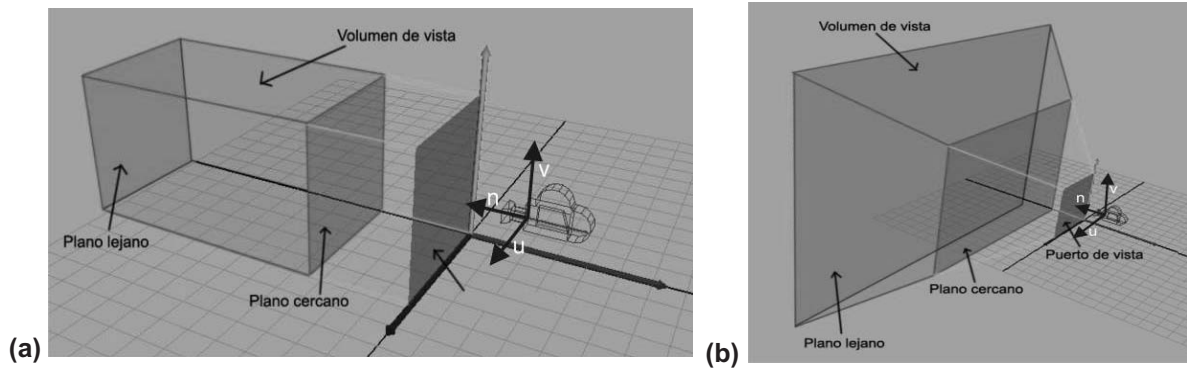 Volumen de vista
n
v
u
Plano lejano
Plano cercano
(a)
Volumen de vista
n
v
u
Puerto de vista
Plano cercano
Plano lejano
(b)